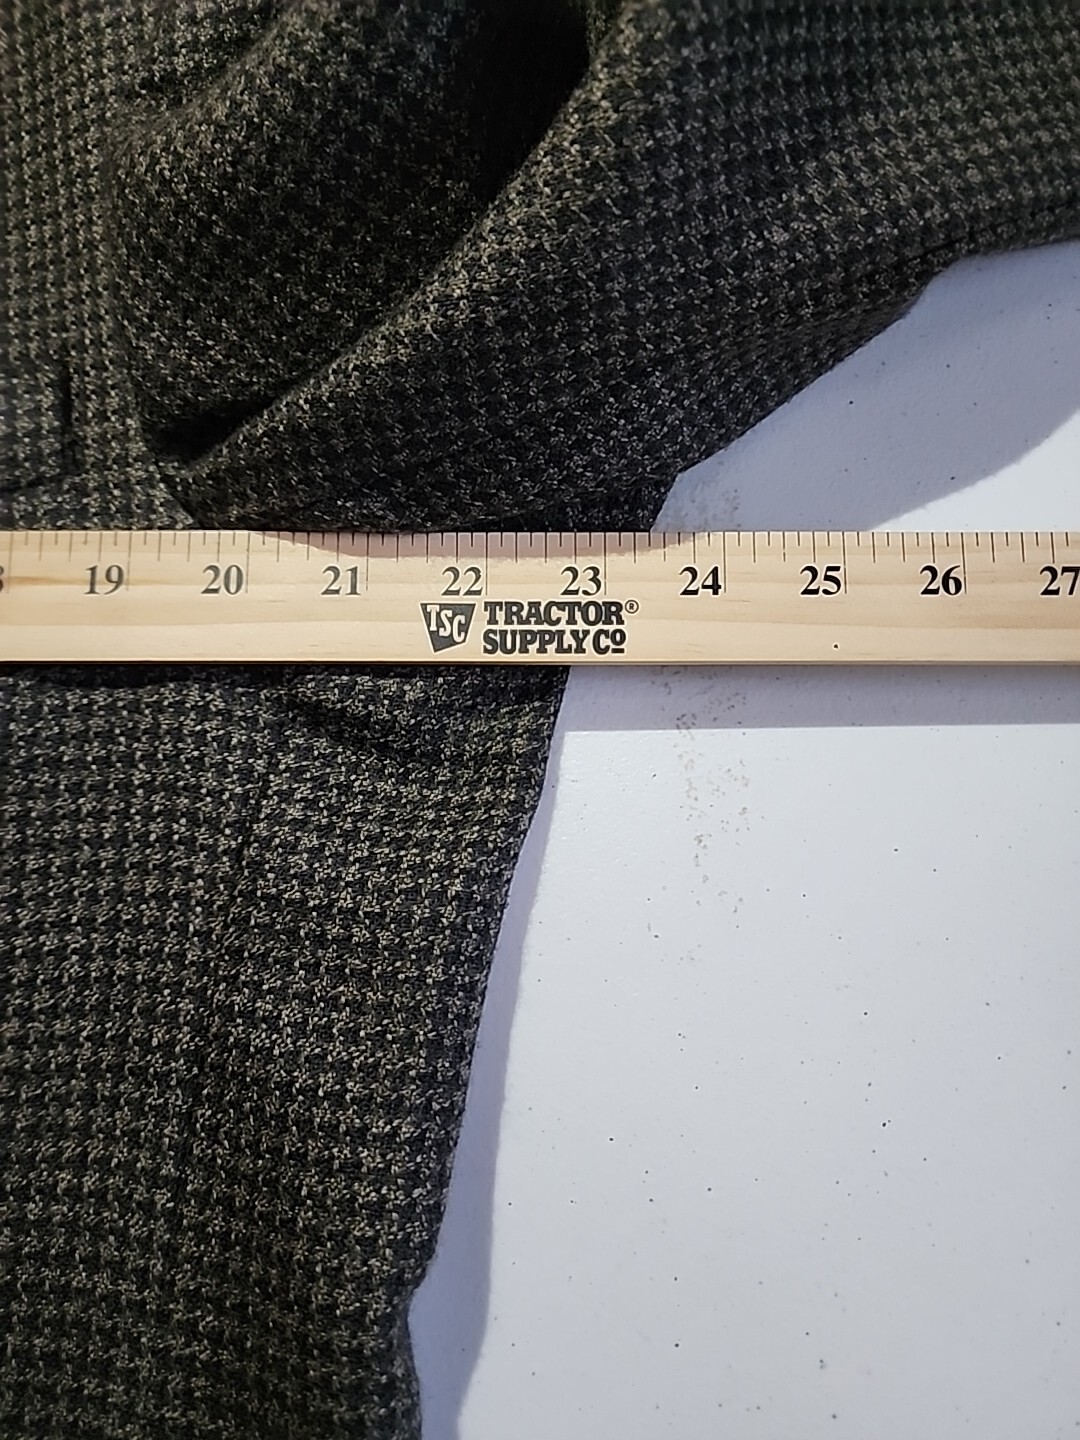 19 20 21 22 23 24 25 26 27
TSC TRACTOR®
SUPPLY Cº